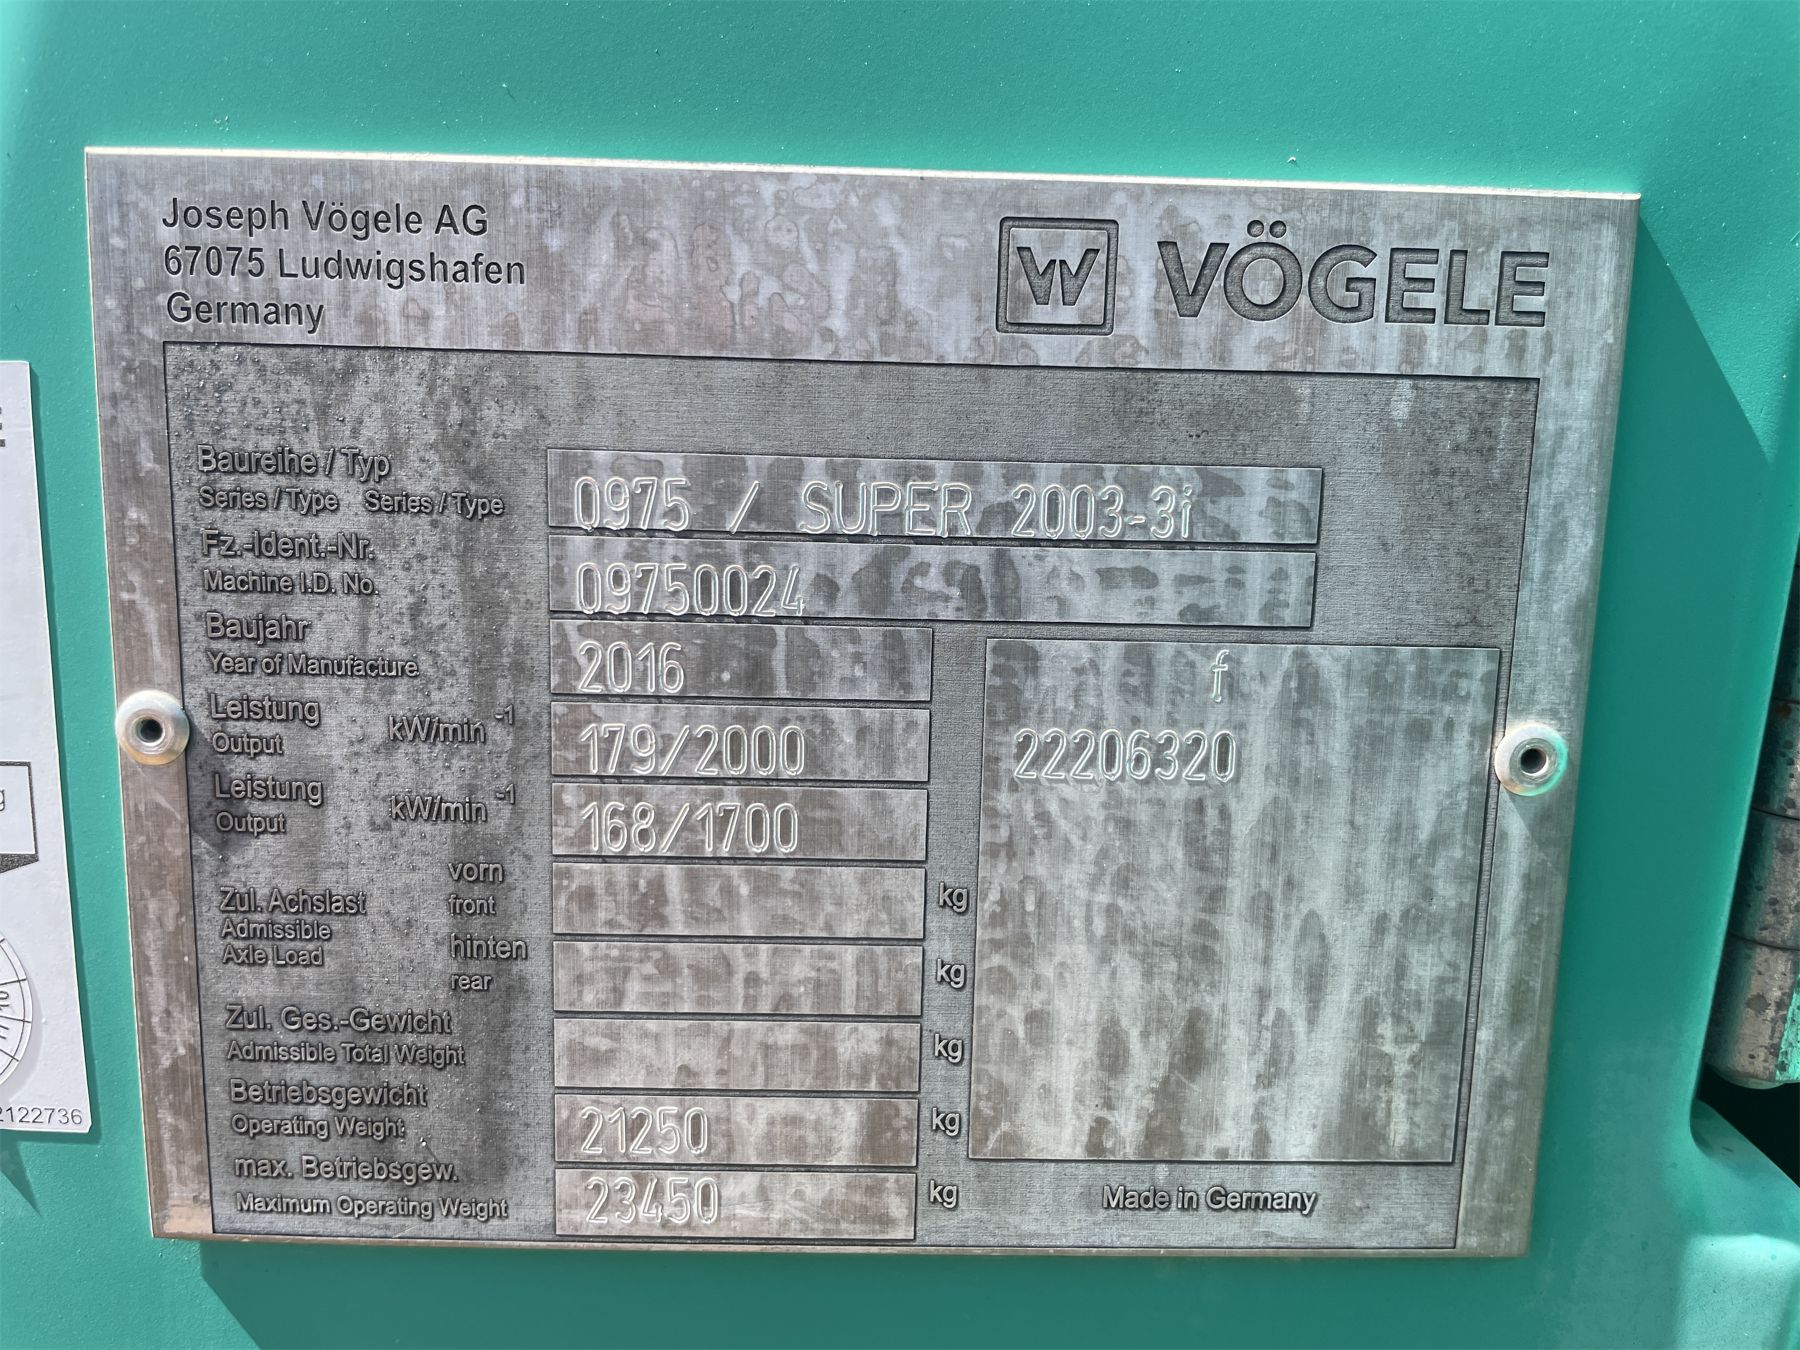 Joseph Vögele AG
67075 Ludwigshafen
Germany
VÖGELE
Baureihe / Typ
Series / Type Series / Type
0975 / SUPER 2003-3i
Fz.-Ident.-Nr.
Machine I.D. No.
09750024
Baujahr
Year of Manufacture
2016
Leistung
Output
kW/min -1
179/2000
Leistung
Output
kW/min -1
168/1700
Zul. Achslast
Admissible
Axle Load
vorn
front
kg
hinten
rear
kg
Zul. Ges.-Gewicht
Admissible Total Weight
kg
Betriebsgewicht
Operating Weight
21250
kg
max. Betriebsgew.
Maximum Operating Weight
23450
kg
f
22206320
Made in Germany
2122736